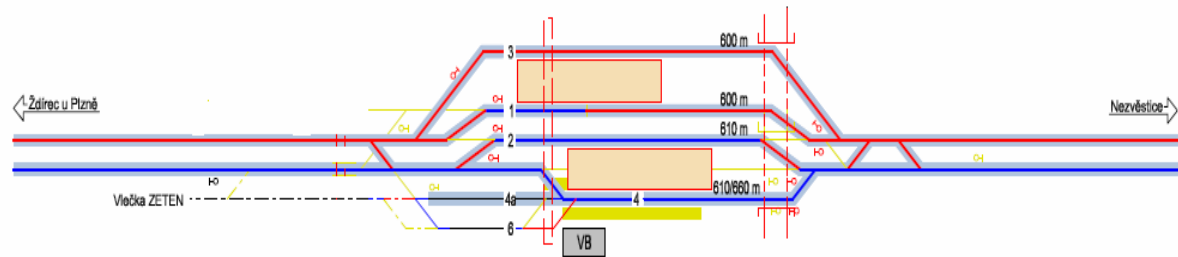 600 m
3
Ždírec u Plzně
600 m
Nezvěstice
1
610 m
2
610/660 m
Vlečka ZETEN
4a
4
6
VB